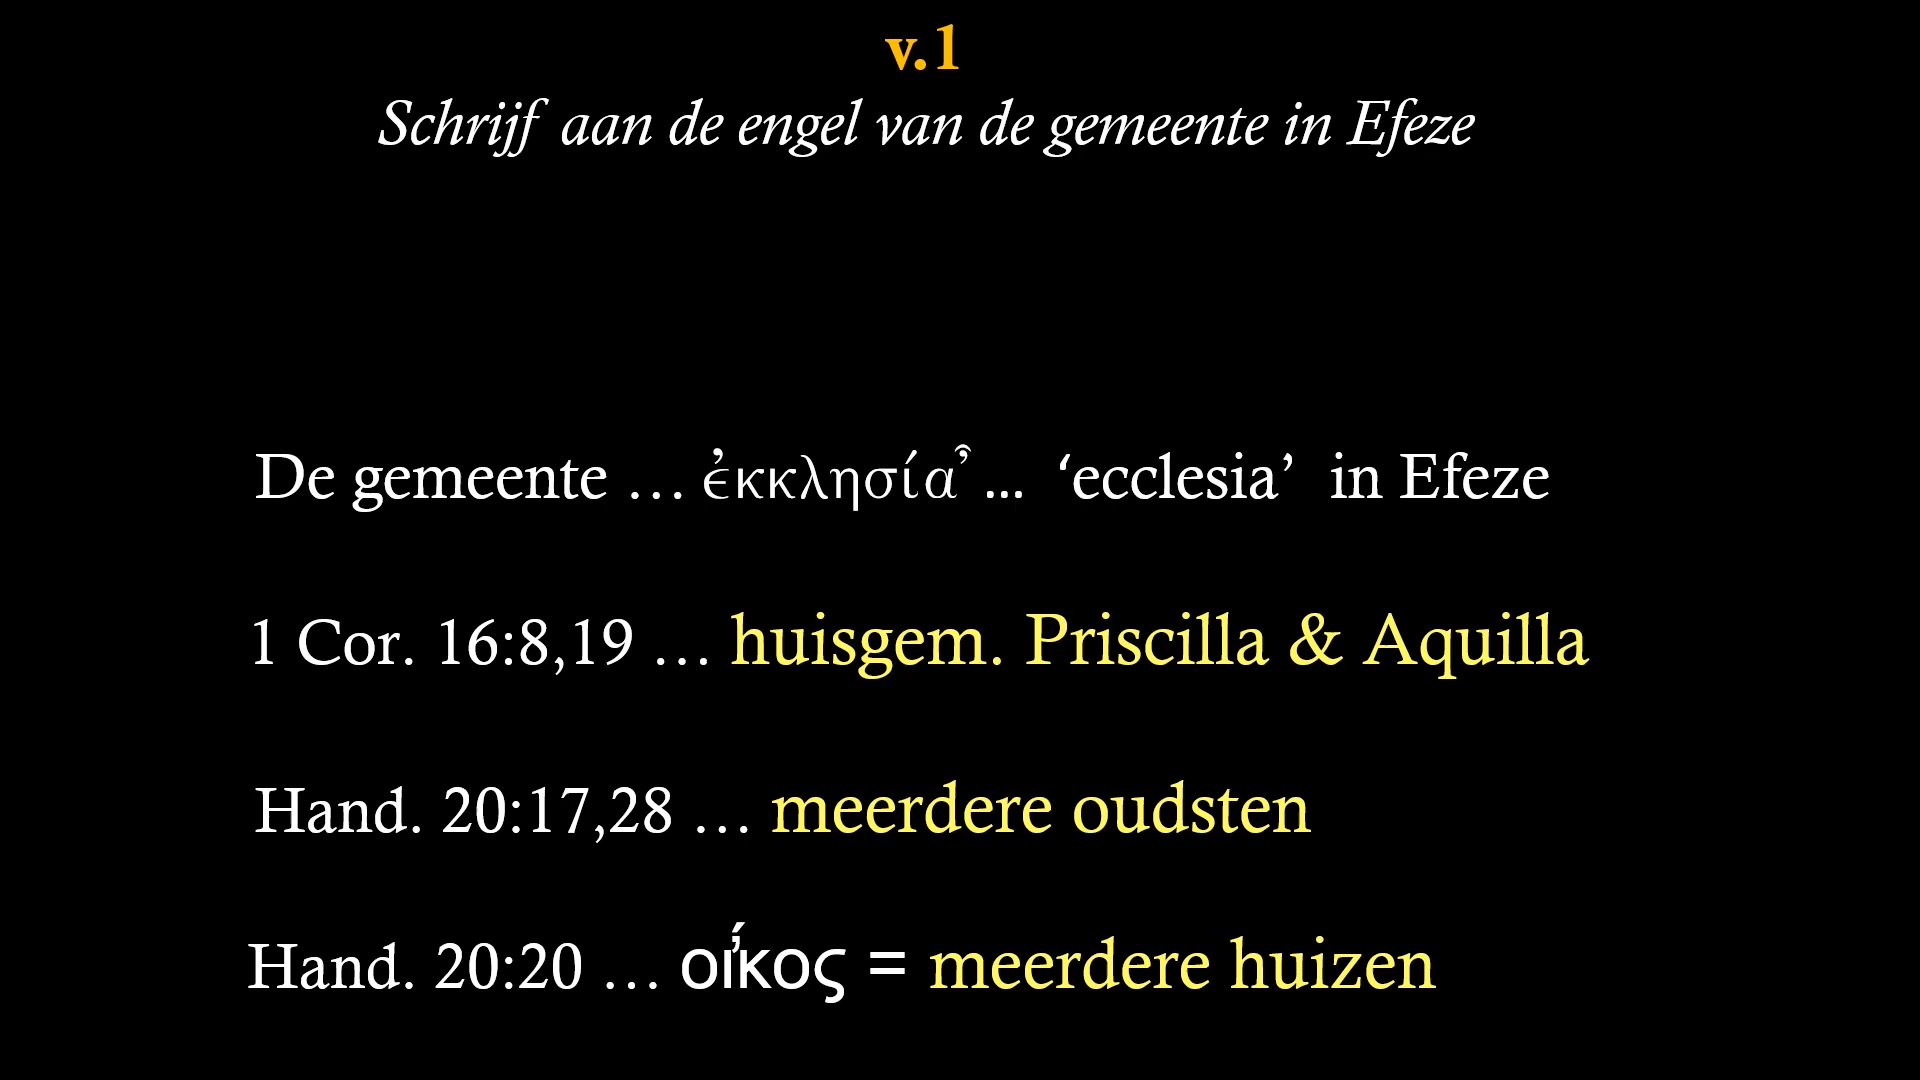 v.1
Schrijf aan de engel van de gemeente in Efeze
De gemeente … ἐκκλησία ̓͂ ... ‘ecclesia’ in Efeze
1 Cor. 16:8,19 … huisgem. Priscilla & Aquilla
Hand. 20:17,28 … meerdere oudsten
Hand. 20:20 … οἴκος = meerdere huizen